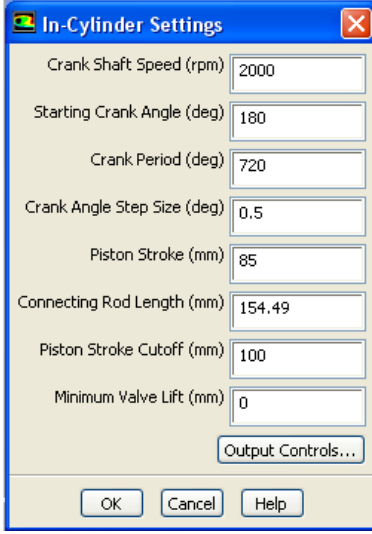 In-Cylinder Settings
Crank Shaft Speed (rpm) 2000
Starting Crank Angle (deg) 180
Crank Period (deg) 720
Crank Angle Step Size (deg) 0.5
Piston Stroke (mm) 85
Connecting Rod Length (mm) 154.49
Piston Stroke Cutoff (mm) 100
Minimum Valve Lift (mm) 0
Output Controls...
OK Cancel Help